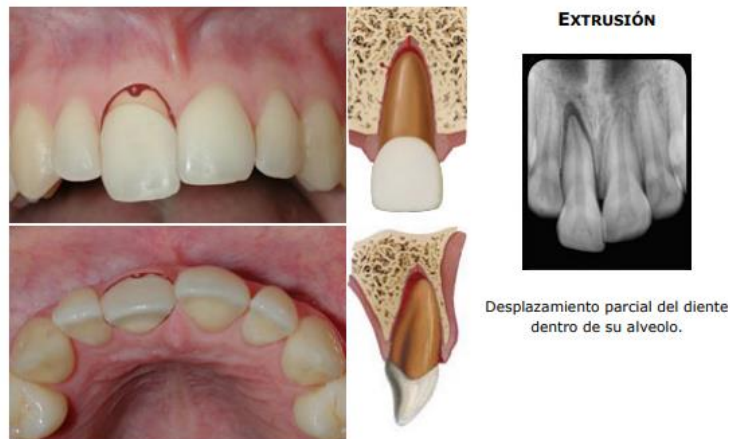 EXTRUSIÓN
Desplazamiento parcial del diente
dentro de su alveolo.